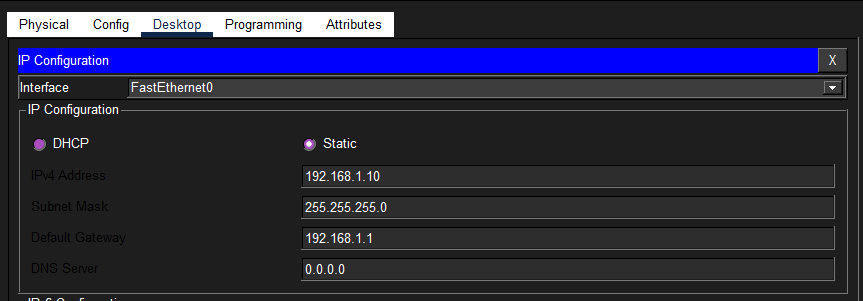 Physical Config Desktop Programming Attributes
IP Configuration X
Interface FastEthernet0
IP Configuration
DHCP Static
IPv4 Address 192.168.1.10
Subnet Mask 255.255.255.0
Default Gateway 192.168.1.1
DNS Server 0.0.0.0